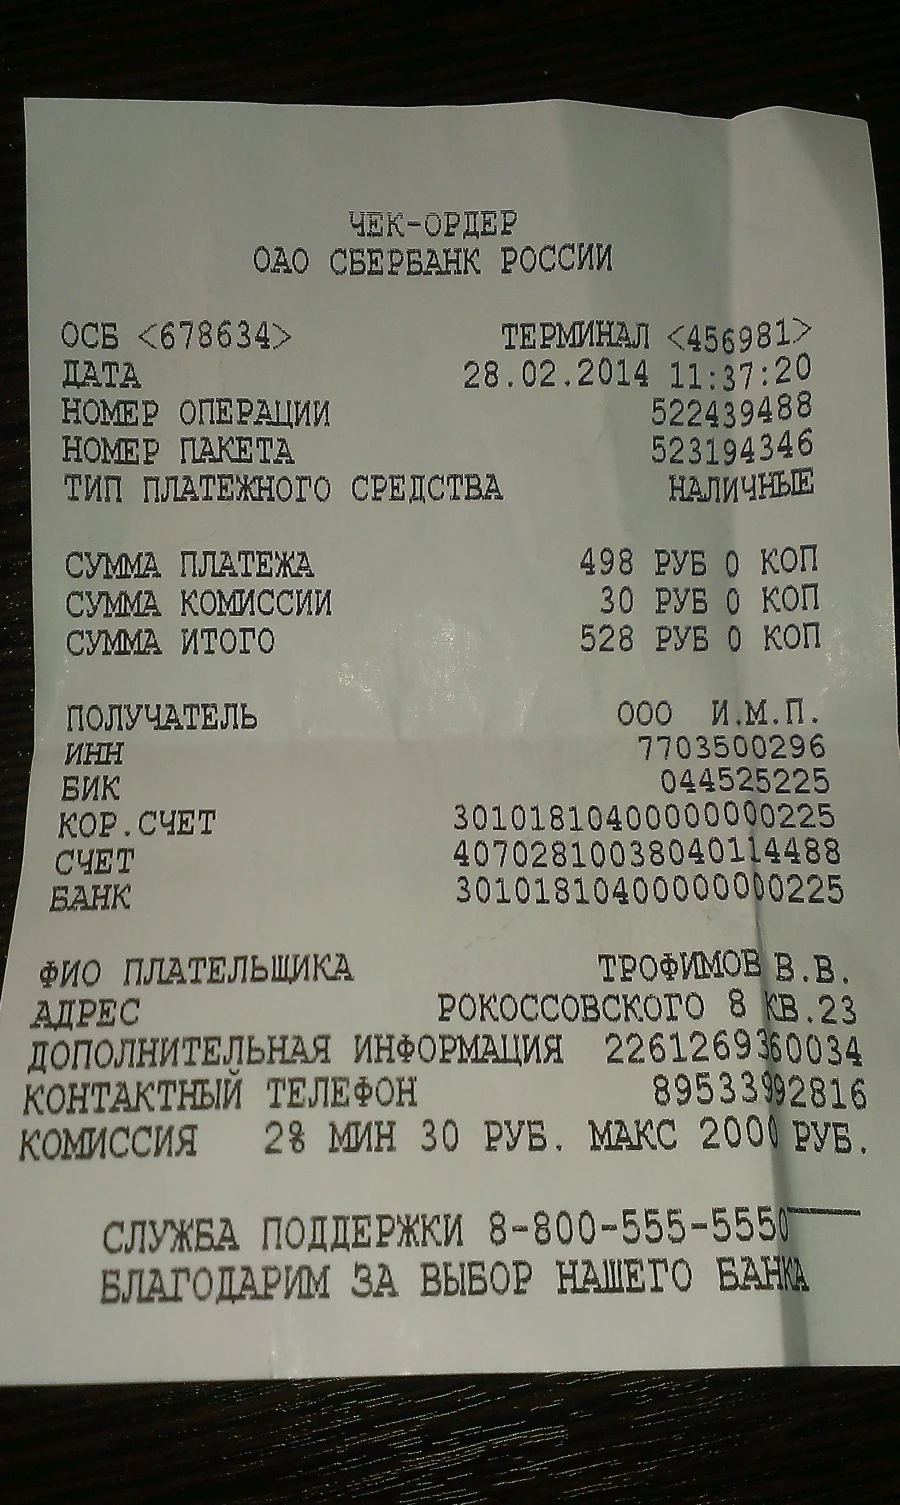 ЧЕК-ОРДЕР
ОАО СБЕРБАНК РОССИИ
ОСБ <678634> ТЕРМИНАЛ <456981>
ДАТА 28.02.2014 11:37:20
НОМЕР ОПЕРАЦИИ 522439488
НОМЕР ПАКЕТА 523194346
ТИП ПЛАТЕЖНОГО СРЕДСТВА НАЛИЧНЫЕ
СУММА ПЛАТЕЖА 498 РУБ 0 КОП
СУММА КОМИССИИ 30 РУБ 0 КОП
СУММА ИТОГО 528 РУБ 0 КОП
ПОЛУЧАТЕЛЬ ООО И.М.П.
ИНН 7703500296
БИК 044525225
КОР.СЧЕТ 30101810400000000225
СЧЕТ 40702810038040114488
БАНК 30101810400000000225
ФИО ПЛАТЕЛЬЩИКА ТРОФИМОВ В.В.
АДРЕС РОКОССОВСКОГО 8 КВ.23
ДОПОЛНИТЕЛЬНАЯ ИНФОРМАЦИЯ 2261269360034
КОНТАКТНЫЙ ТЕЛЕФОН 89533992816
КОМИССИЯ 2% МИН 30 РУБ. МАКС 2000 РУБ.
СЛУЖБА ПОДДЕРЖКИ 8-800-555-5550
БЛАГОДАРИМ ЗА ВЫБОР НАШЕГО БАНКА